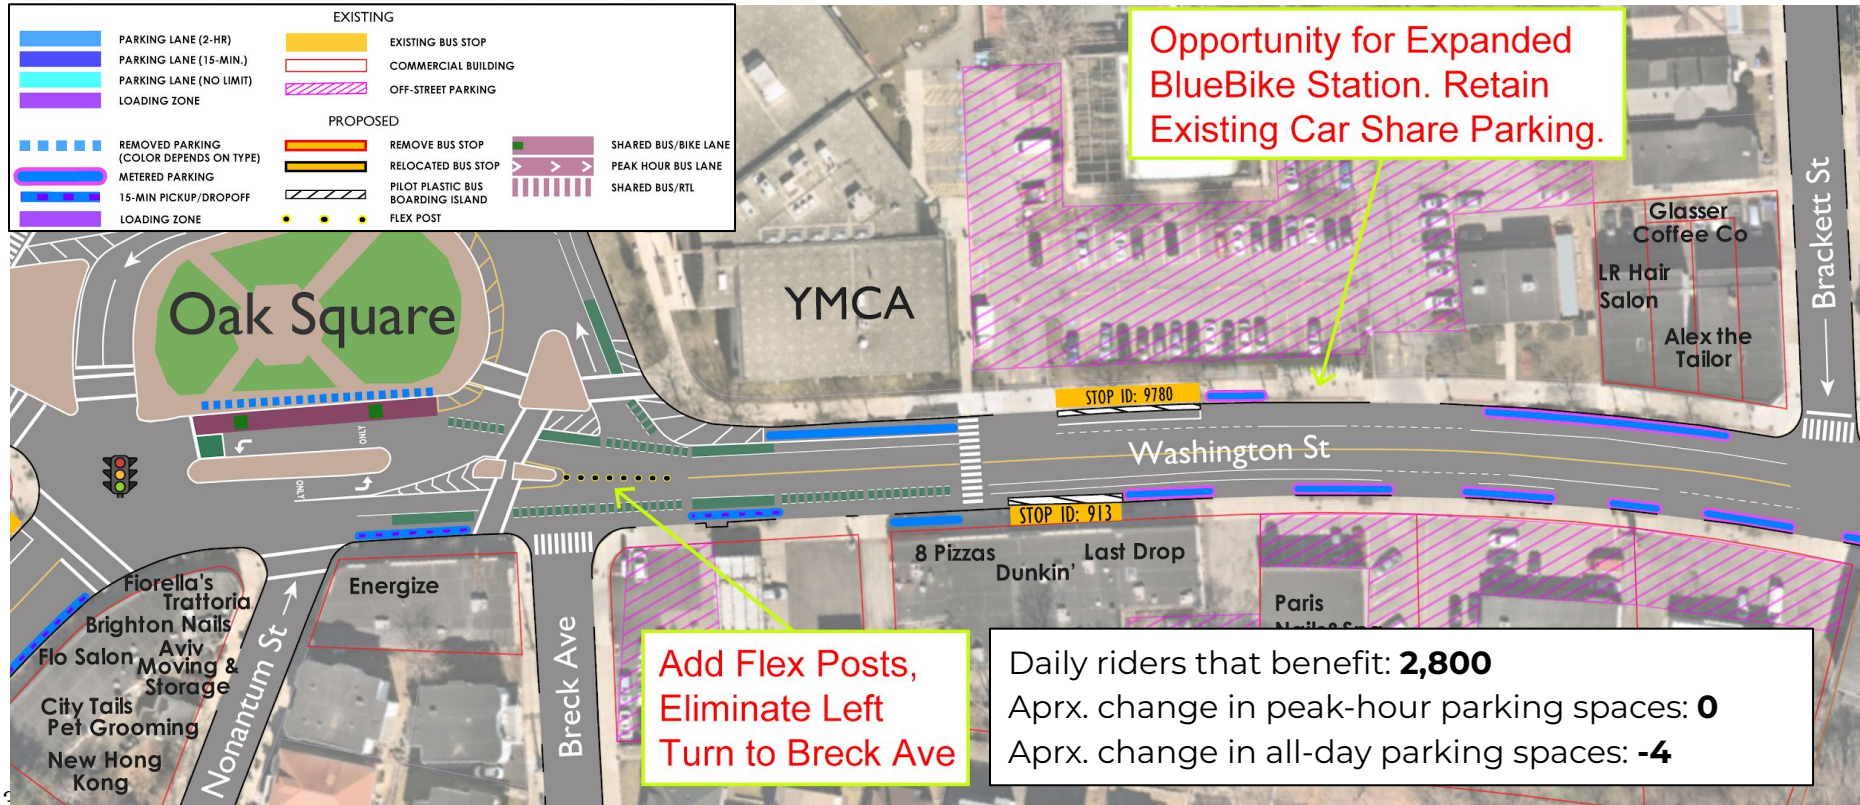 EXISTING
PARKING LANE (2-HR)
PARKING LANE (15-MIN.)
PARKING LANE (NO LIMIT)
LOADING ZONE
EXISTING BUS STOP
COMMERCIAL BUILDING
OFF-STREET PARKING
PROPOSED
REMOVED PARKING
(COLOR DEPENDS ON TYPE)
METERED PARKING
15-MIN PICKUP/DROPOFF
LOADING ZONE
REMOVE BUS STOP
RELOCATED BUS STOP
PILOT PLASTIC BUS
BOARDING ISLAND
FLEX POST
SHARED BUS/BIKE LANE
PEAK HOUR BUS LANE
SHARED BUS/RTL
Opportunity for Expanded
BlueBike Station. Retain
Existing Car Share Parking.
Brackett St
Glasser
Coffee Co
LR Hair
Salon
Alex the
Tailor
Oak Square
YMCA
STOP ID: 9780
Washington St
ONLY
ONLY
STOP ID: 913
8 Pizzas
Dunkin'
Last Drop
Paris
Nails&Spa
Energize
Fiorella's
Trattoria
Brighton Nails
Flo Salon
Aviv
Moving &
Storage
City Tails
Pet Grooming
New Hong
Kong
Nonantum St
Breck Ave
Add Flex Posts,
Eliminate Left
Turn to Breck Ave
Daily riders that benefit: 2,800
Aprx. change in peak-hour parking spaces: 0
Aprx. change in all-day parking spaces: -4